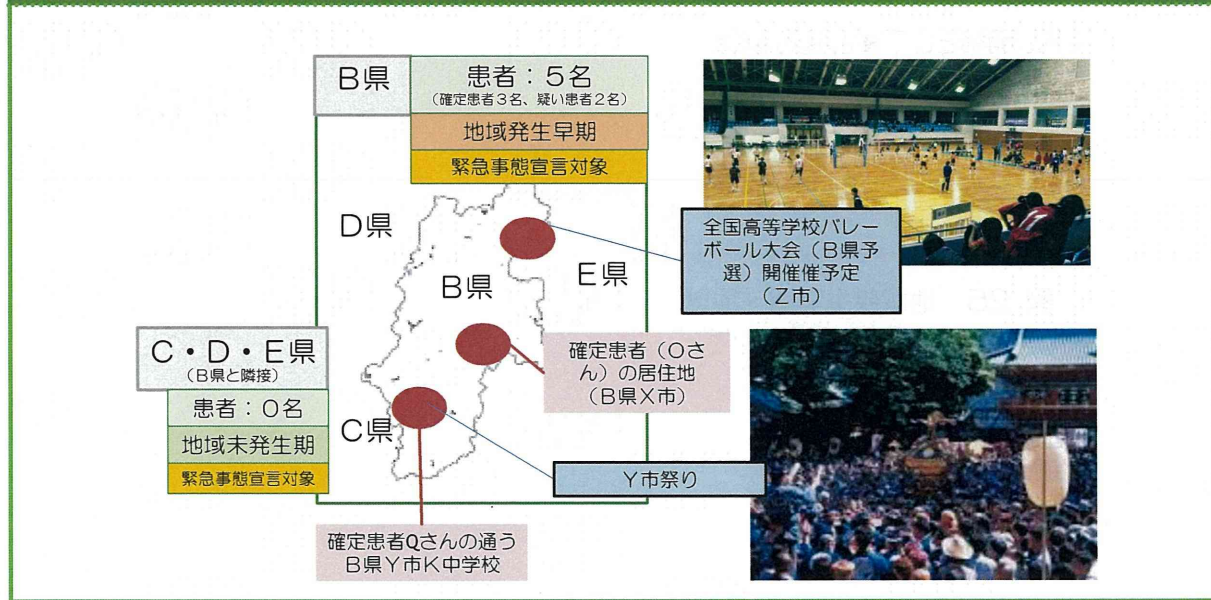 B県
患者：５名
（確定患者３名、疑い患者２名）
地域発生早期
緊急事態宣言対象
D県
B県
E県
C県
全国高等学校バレー
ボール大会（B県予
選）開催催予定
（Z市）
C・D・E県
（B県と隣接）
患者：０名
地域未発生期
緊急事態宣言対象
確定患者（Oさ
ん）の居住地
（B県X市）
Y市祭り
確定患者Qさんの通う
B県Y市K中学校
17